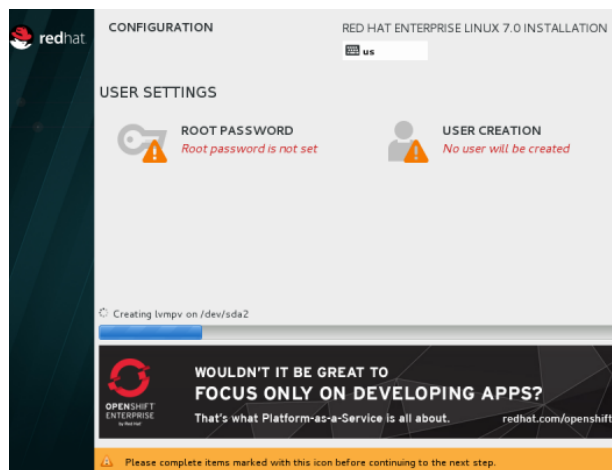 redhat
CONFIGURATION
RED HAT ENTERPRISE LINUX 7.0 INSTALLATION
us
USER SETTINGS
ROOT PASSWORD
Root password is not set
USER CREATION
No user will be created
Creating lvmpv on /dev/sda2
WOULDN'T IT BE GREAT TO
FOCUS ONLY ON DEVELOPING APPS?
That's what Platform-as-a-Service is all about.
redhat.com/openshift
OPENSHIFT
ENTERPRISE
by Red Hat
Please complete items marked with this icon before continuing to the next step.